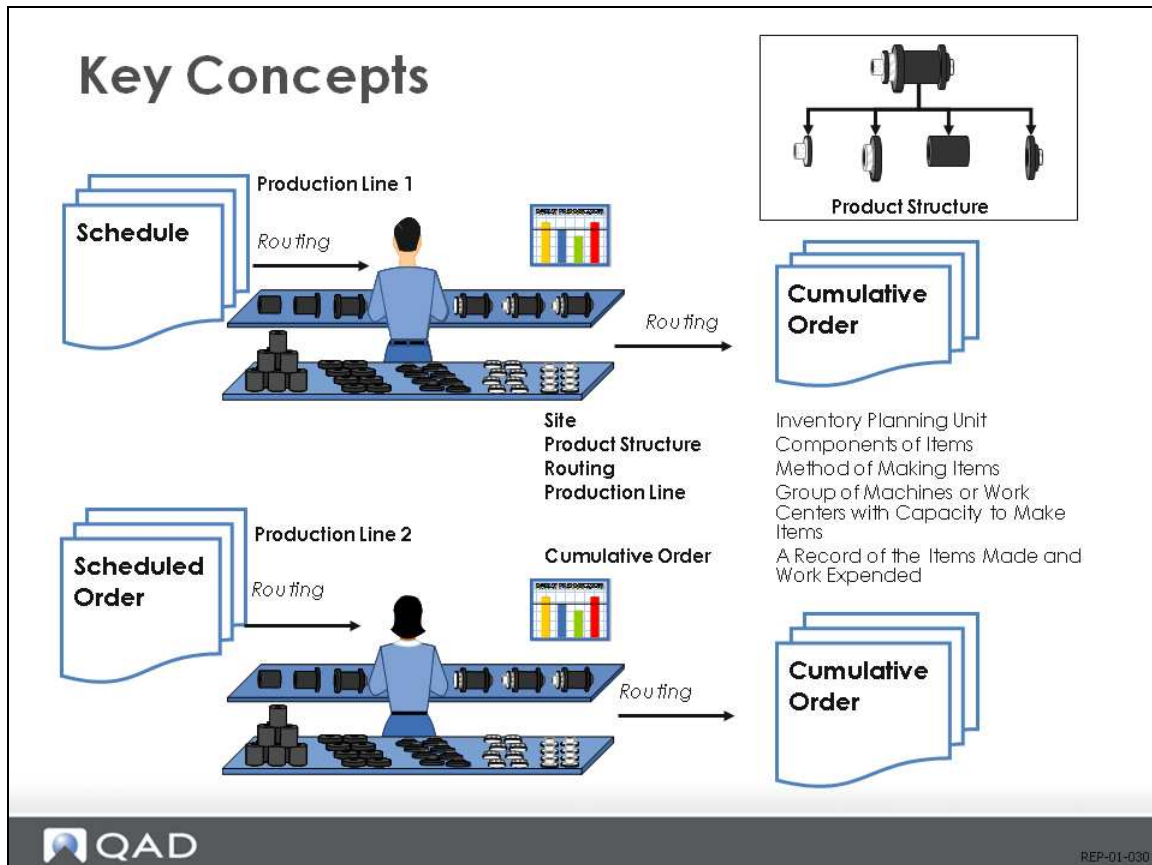 Key Concepts
Product Structure
Production Line 1
Schedule
Routing
Cumulative
Order
Routing
Site Inventory Planning Unit
Product Structure Components of Items
Routing Method of Making Items
Production Line Group of Machines or Work
Centers with Capacity to Make
Items
Cumulative Order A Record of the Items Made and
Work Expended
Production Line 2
Scheduled
Order
Routing
Cumulative
Order
Routing
QAD
REP-01-030